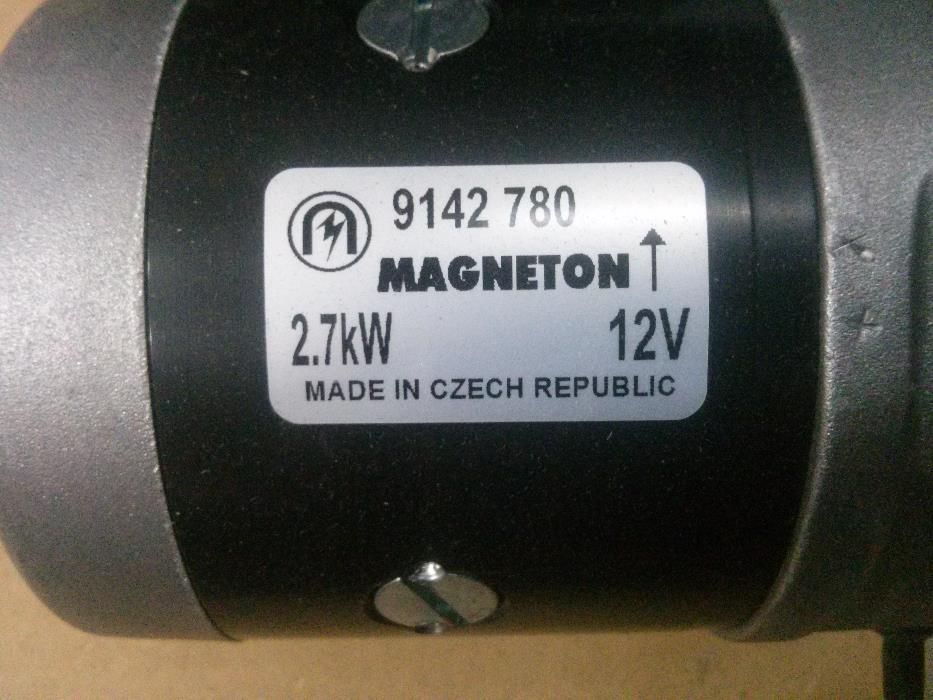 9142 780
MAGNETON
2.7kW 12V
MADE IN CZECH REPUBLIC